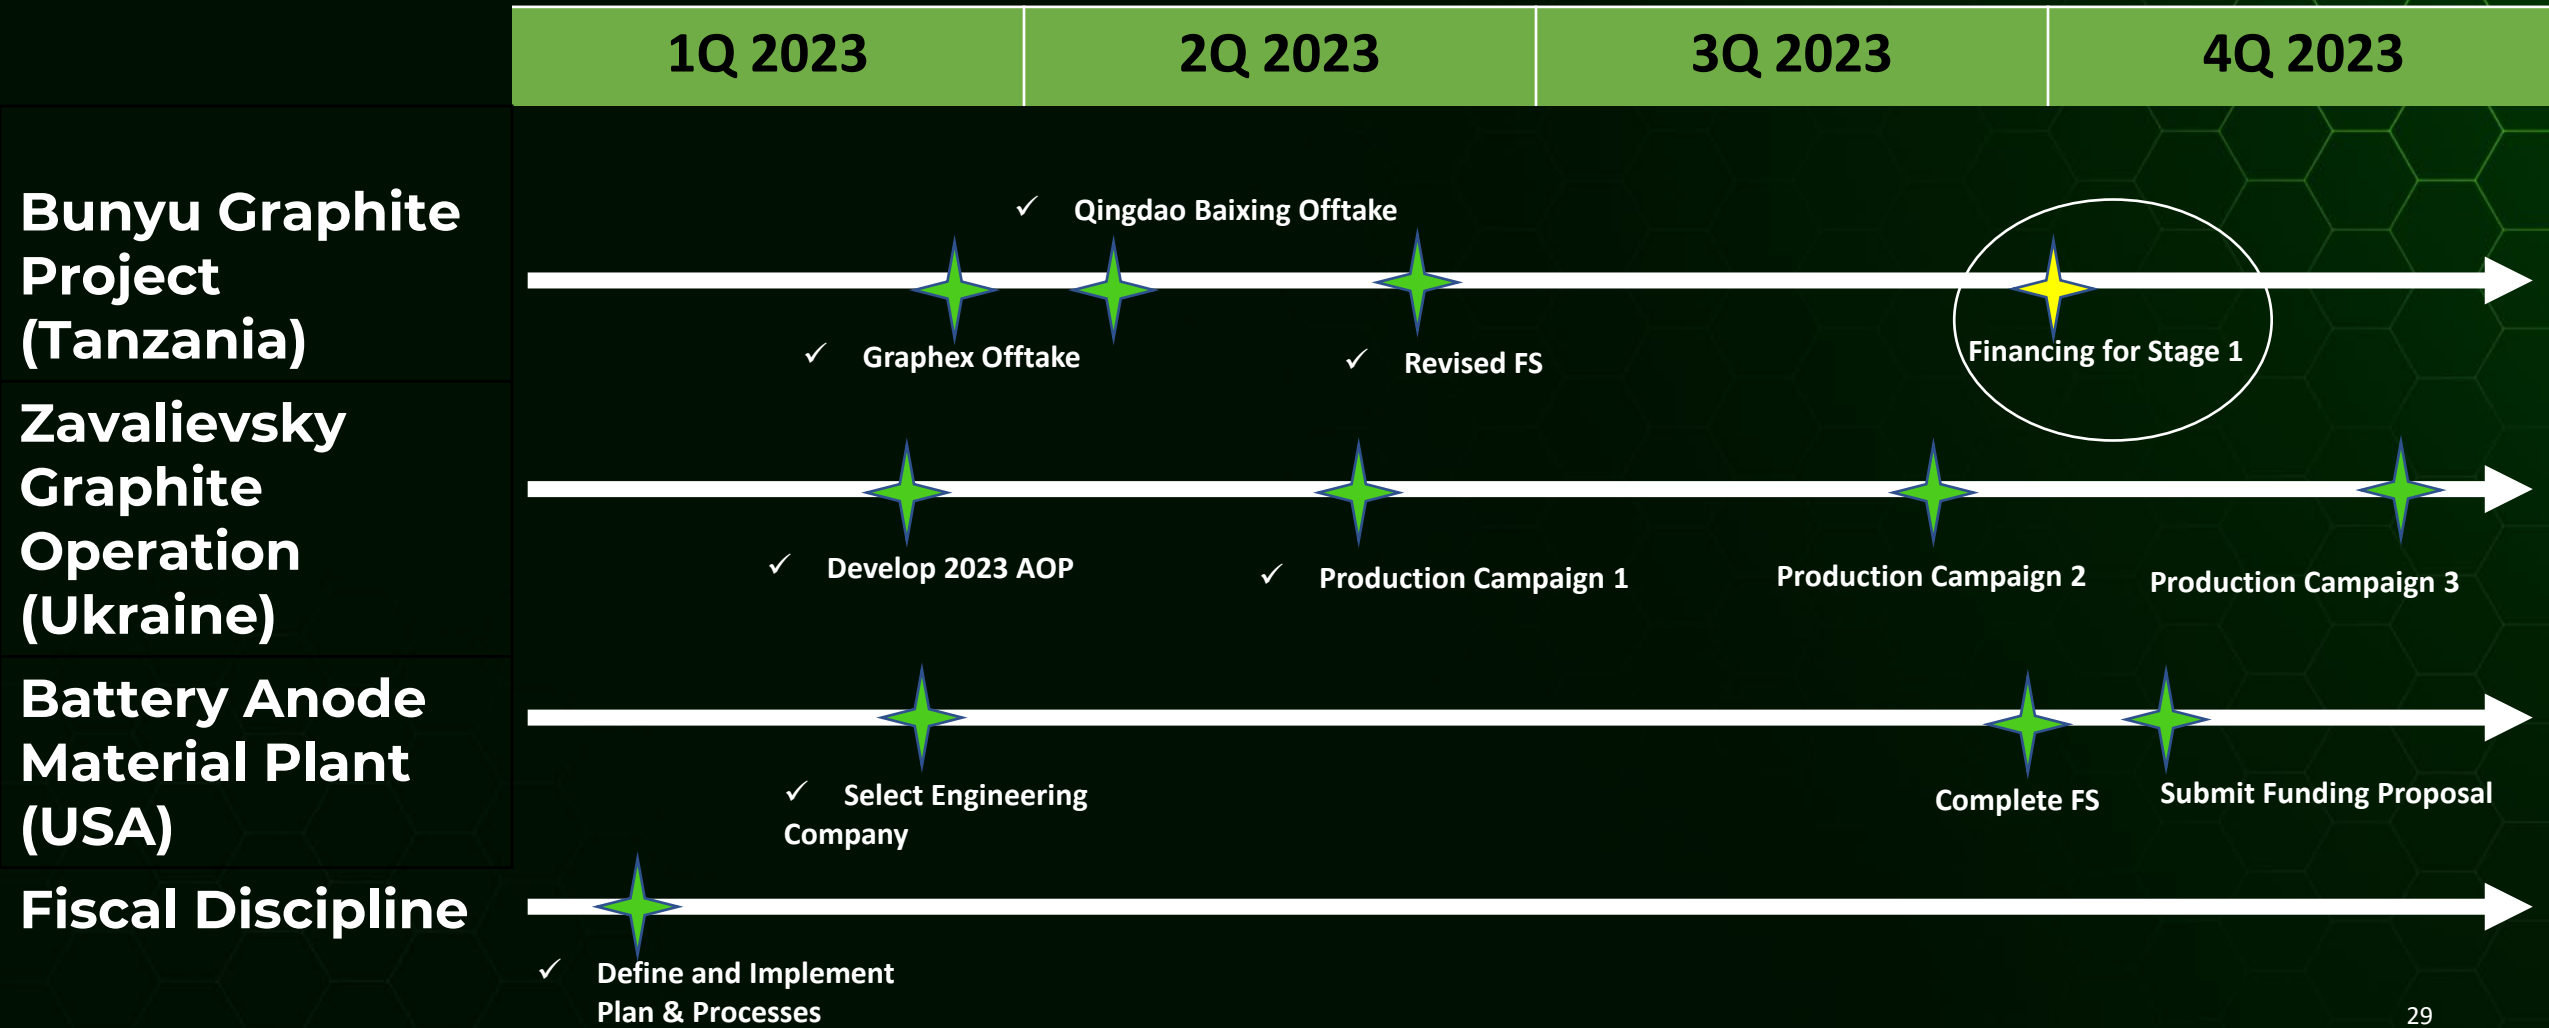 1Q 2023
2Q 2023
3Q 2023
4Q 2023
Bunyu Graphite
Project
(Tanzania)
✓ Qingdao Baixing Offtake
✓ Graphex Offtake
✓ Revised FS
Financing for Stage 1
Zavalievsky
Graphite
Operation
(Ukraine)
✓ Develop 2023 AOP
✓ Production Campaign 1
Production Campaign 2
Production Campaign 3
Battery Anode
Material Plant
(USA)
✓ Select Engineering
Company
Complete FS
Submit Funding Proposal
Fiscal Discipline
✓ Define and Implement
Plan & Processes
29